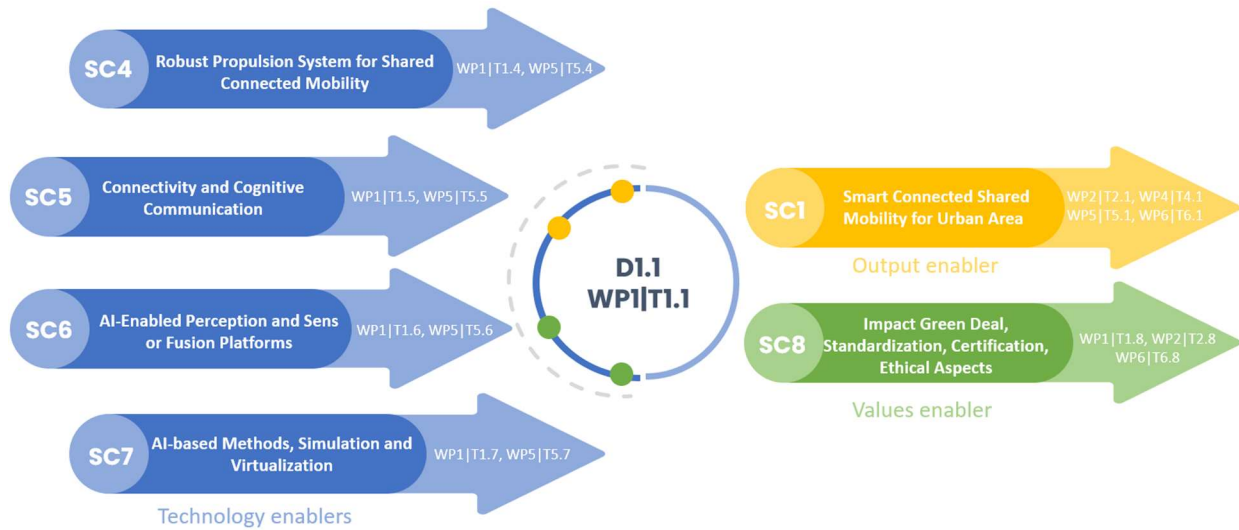 SC4
Robust Propulsion System for Shared
Connected Mobility
WP1|T1.4, WP5|T5.4
SC5
Connectivity and Cognitive
Communication
WP1|T1.5, WP5|T5.5
SC6
AI-Enabled Perception and Sens
or Fusion Platforms
WP1|T1.6, WP5|T5.6
SC7
AI-based Methods, Simulation and
Virtualization
WP1|T1.7, WP5|T5.7
Technology enablers
D1.1
WP1|T1.1
SC1
Smart Connected Shared
Mobility for Urban Area
WP2|T2.1, WP4|T4.1
WP5|T5.1, WP6|T6.1
Output enabler
SC8
Impact Green Deal,
Standardization, Certification,
Ethical Aspects
WP1|T1.8, WP2|T2.8
WP6|T6.8
Values enabler